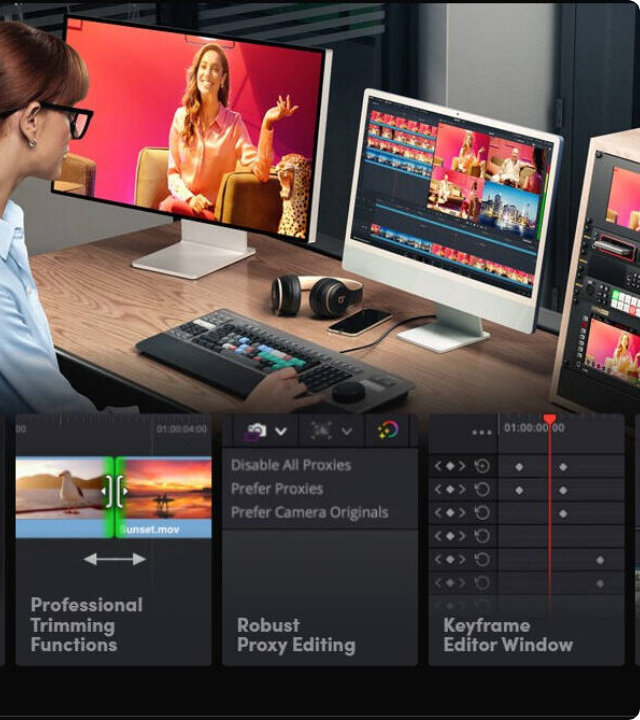 00
01:00:04:00
Sunset.mov
Professional
Trimming
Functions
Disable All Proxies
Prefer Proxies
Prefer Camera Originals
Robust
Proxy Editing
01:00:00:00
Keyframe
Editor Window